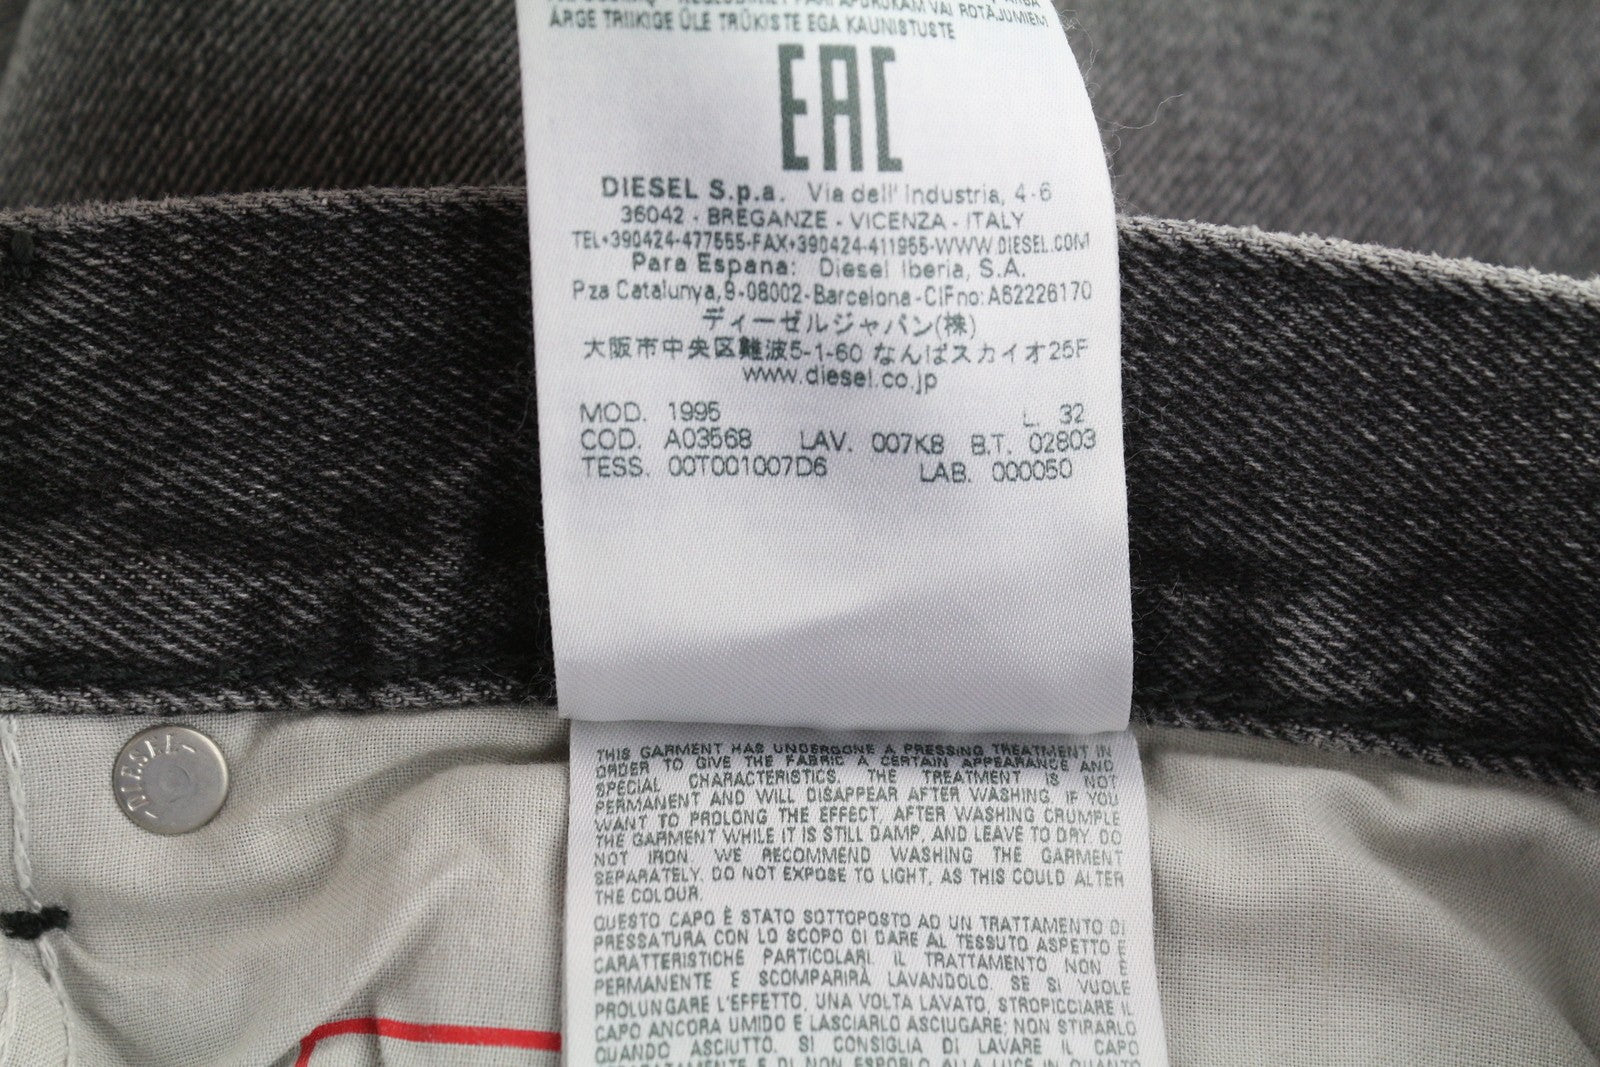 ÄRGE TRIIKIGE ÜLE TRÜKISTE EGA KAUNISTUSTE
EAC
DIESEL S.p.a. Via dell' Industria, 4-6
36042 - BREGANZE - VICENZA - ITALY
TEL+390424-477555-FAX+390424-411955-WWW.DIESEL.COM
Para Espana: Diesel Iberia, S.A.
Pza Catalunya,9-08002-Barcelona-CIFno:A62226170
ディーゼルジャパン(株)
大阪市中央区難波5-1-60 なんばスカイオ25F
www.diesel.co.jp
MOD. 1995 L. 32
COD. A03568 LAV. 007K8 B.T. 02803
TESS. 00T001007D6 LAB. 000050
DIESEL
THIS GARMENT HAS UNDERGONE A PRESSING TREATMENT IN
ORDER TO GIVE THE FABRIC A CERTAIN APPEARANCE AND
SPECIAL CHARACTERISTICS. THE TREATMENT IS NOT
PERMANENT AND WILL DISAPPEAR AFTER WASHING. IF YOU
WANT TO PROLONG THE EFFECT, AFTER WASHING CRUMPLE
THE GARMENT WHILE IT IS STILL DAMP, AND LEAVE TO DRY. DO
NOT IRON. WE RECOMMEND WASHING THE GARMENT
SEPARATELY. DO NOT EXPOSE TO LIGHT, AS THIS COULD ALTER
THE COLOUR.
QUESTO CAPO È STATO SOTTOPOSTO AD UN TRATTAMENTO DI
PRESSATURA CON LO SCOPO DI DARE AL TESSUTO ASPETTO E
CARATTERISTICHE PARTICOLARI. IL TRATTAMENTO NON È
PERMANENTE E SCOMPARIRÀ LAVANDOLO. SE SI VUOLE
PROLUNGARE L'EFFETTO, UNA VOLTA LAVATO, STROPICCIARE IL
CAPO ANCORA UMIDO E LASCIARLO ASCIUGARE; NON STIRARLO
QUANDO ASCIUTTO. SI CONSIGLIA DI LAVARE IL CAPO
SEPARATAMENTE E DI NON ESPORLO ALLA LUCE IN QUANTO